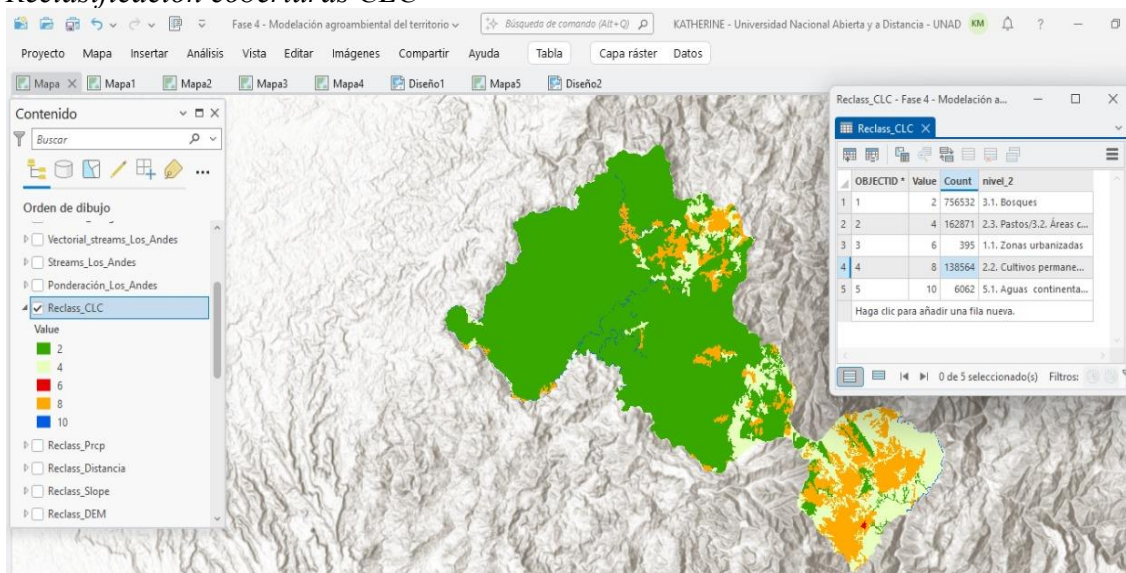 Reclasificación coberturas CLC
Fase 4 - Modelación agroambiental del territorio
Búsqueda de comando (Alt+Q)
KATHERINE - Universidad Nacional Abierta y a Distancia - UNAD
KM
?
Proyecto Mapa Insertar Análisis Vista Editar Imágenes Compartir Ayuda Tabla Capa ráster Datos
Mapa Mapa1 Mapa2 Mapa3 Mapa4 Diseño1 Mapa5 Diseño2
Contenido
Buscar
Orden de dibujo
Vectorial_streams_Los_Andes
Streams_Los_Andes
Ponderación_Los_Andes
Reclass_CLC
Value
2
4
6
8
10
Reclass_Prcp
Reclass_Distancia
Reclass_Slope
Reclass_DEM
Reclass_CLC - Fase 4 - Modelación a...
Reclass_CLC
OBJECTID * Value Count nivel_2
1 1 2 756532 3.1. Bosques
2 2 4 162871 2.3. Pastos/3.2. Áreas c...
3 3 6 395 1.1. Zonas urbanizadas
4 4 8 138564 2.2. Cultivos permane...
5 5 10 6062 5.1. Aguas continenta...
Haga clic para añadir una fila nueva.
0 de 5 seleccionado(s) Filtros: